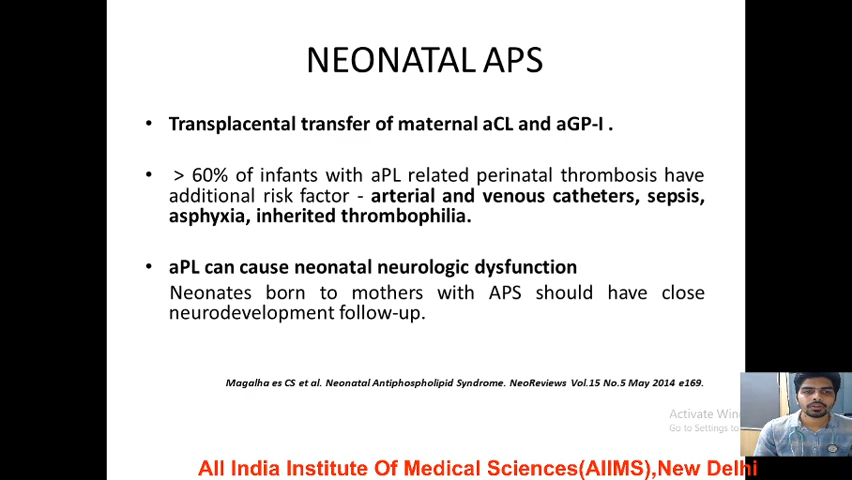 NEONATAL APS
• Transplacental transfer of maternal aCL and aGP-I .
• > 60% of infants with aPL related perinatal thrombosis have
additional risk factor - arterial and venous catheters, sepsis,
asphyxia, inherited thrombophilia.
• aPL can cause neonatal neurologic dysfunction
Neonates born to mothers with APS should have close
neurodevelopment follow-up.
Magalha es CS et al. Neonatal Antiphospholipid Syndrome. NeoReviews Vol.15 No.5 May 2014 e169.
Activate Win
Go to Settings to
All India Institute Of Medical Sciences(AIIMS),New Delhi